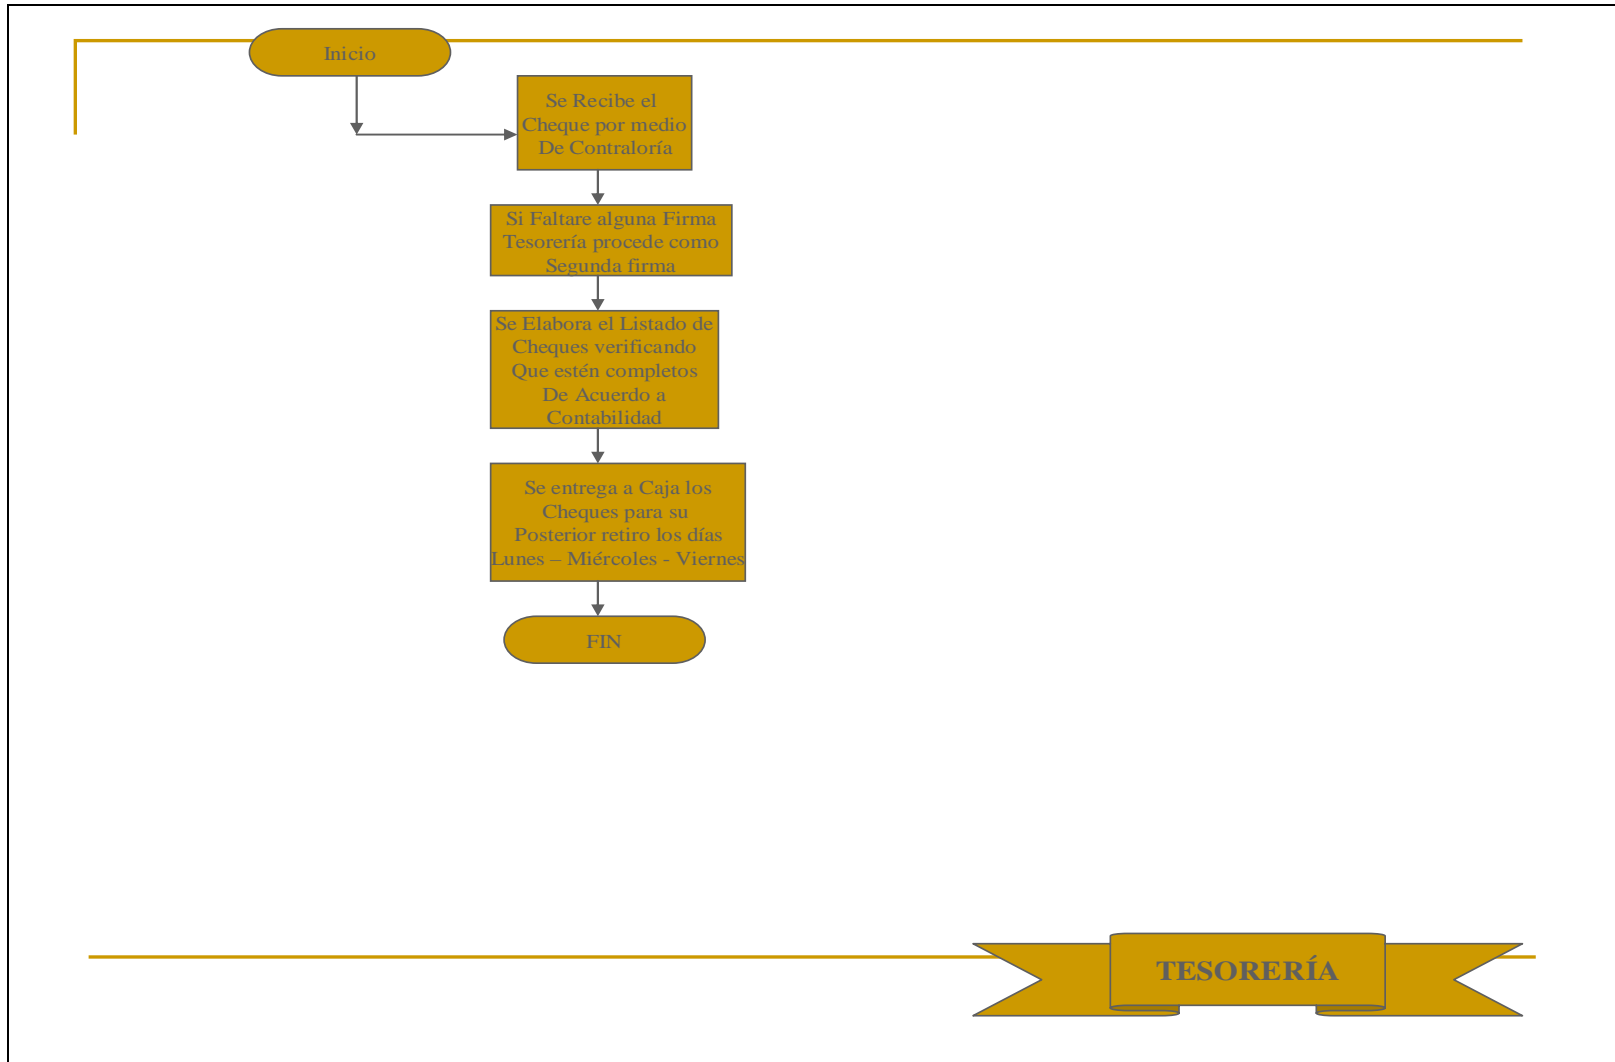 Inicio
Se Recibe el
Cheque por medio
De Contraloría
Si Faltare alguna Firma
Tesorería procede como
Segunda firma
Se Elabora el Listado de
Cheques verificando
Que estén completos
De Acuerdo a
Contabilidad
Se entrega a Caja los
Cheques para su
Posterior retiro los días
Lunes – Miércoles - Viernes
FIN
TESORERÍA